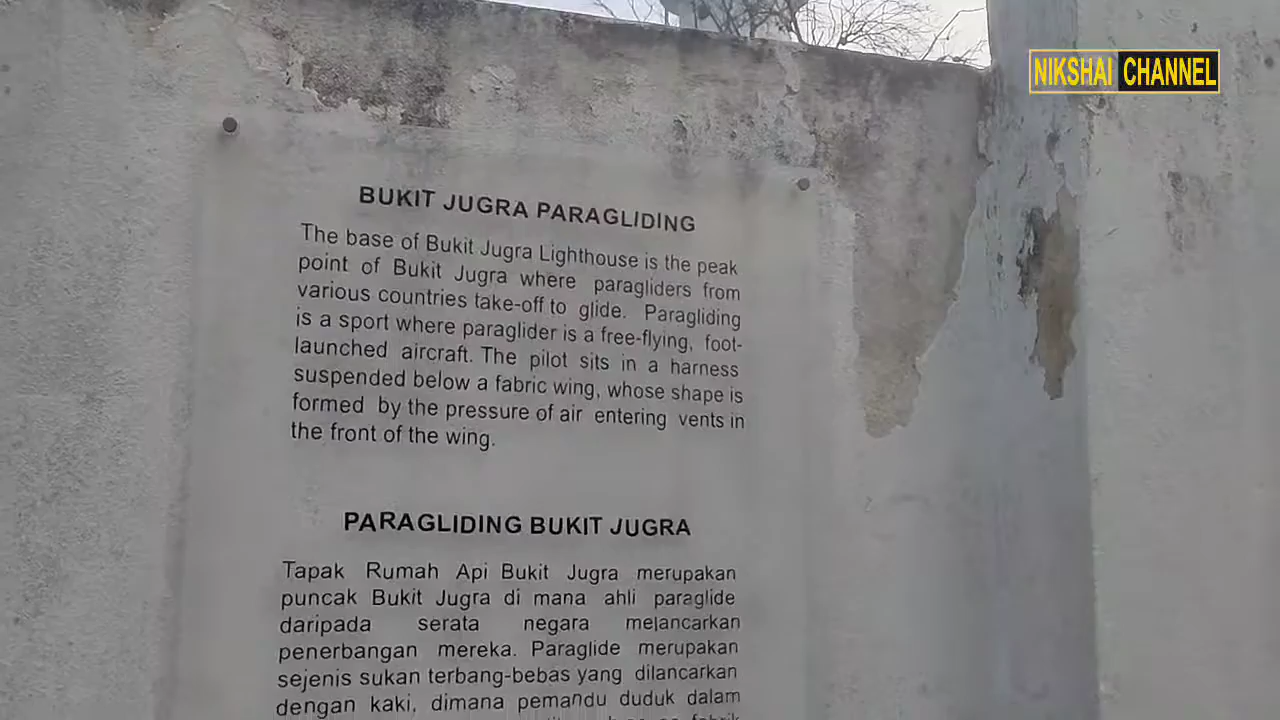 NIKSHAI CHANNEL
BUKIT JUGRA PARAGLIDING
The base of Bukit Jugra Lighthouse is the peak
point of Bukit Jugra where paragliders from
various countries take-off to glide. Paragliding
is a sport where paraglider is a free-flying, foot-
launched aircraft. The pilot sits in a harness
suspended below a fabric wing, whose shape is
formed by the pressure of air entering vents in
the front of the wing.
PARAGLIDING BUKIT JUGRA
Tapak Rumah Api Bukit Jugra merupakan
puncak Bukit Jugra di mana ahli paraglide
daripada serata negara melancarkan
penerbangan mereka. Paraglide merupakan
sejenis sukan terbang-bebas yang dilancarkan
dengan kaki, dimana pemandu duduk dalam